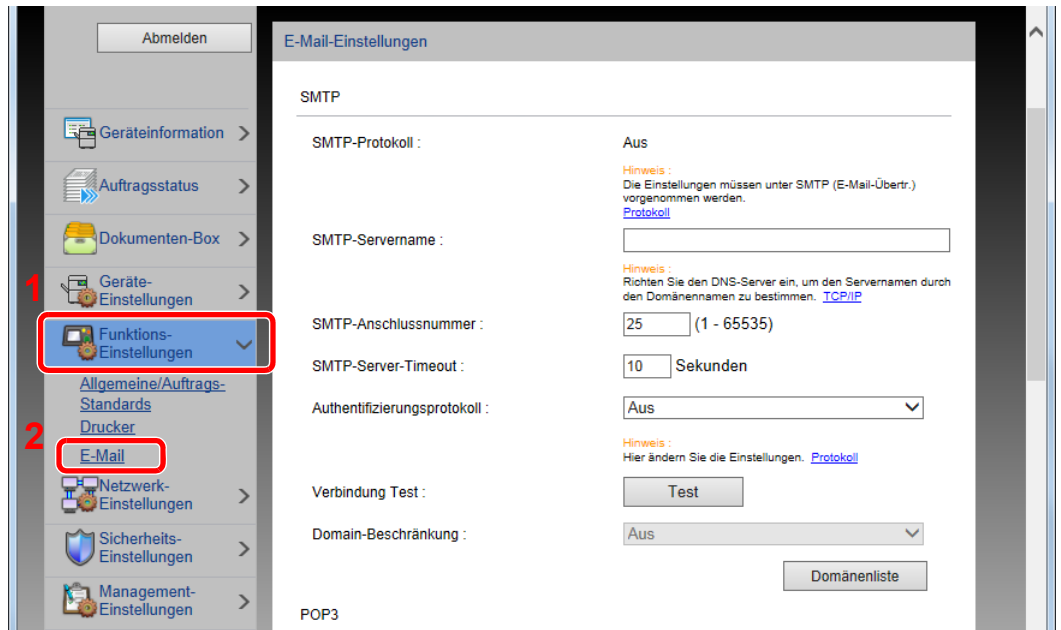 Abmelden
Geräteinformation
Auftragsstatus
Dokumenten-Box
1
Geräte-
Einstellungen
Funktions-
Einstellungen
Allgemeine/Auftrags-
Standards
Drucker
2
E-Mail
Netzwerk-
Einstellungen
Sicherheits-
Einstellungen
Management-
Einstellungen
E-Mail-Einstellungen
SMTP
SMTP-Protokoll : Aus
Hinweis :
Die Einstellungen müssen unter SMTP (E-Mail-Übertr.)
vorgenommen werden.
Protokoll
SMTP-Servername :
Hinweis :
Richten Sie den DNS-Server ein, um den Servernamen durch
den Domänennamen zu bestimmen. TCP/IP
SMTP-Anschlussnummer : 25 (1 - 65535)
SMTP-Server-Timeout : 10 Sekunden
Authentifizierungsprotokoll : Aus
Hinweis :
Hier ändern Sie die Einstellungen. Protokoll
Verbindung Test : Test
Domain-Beschränkung : Aus
Domänenliste
POP3